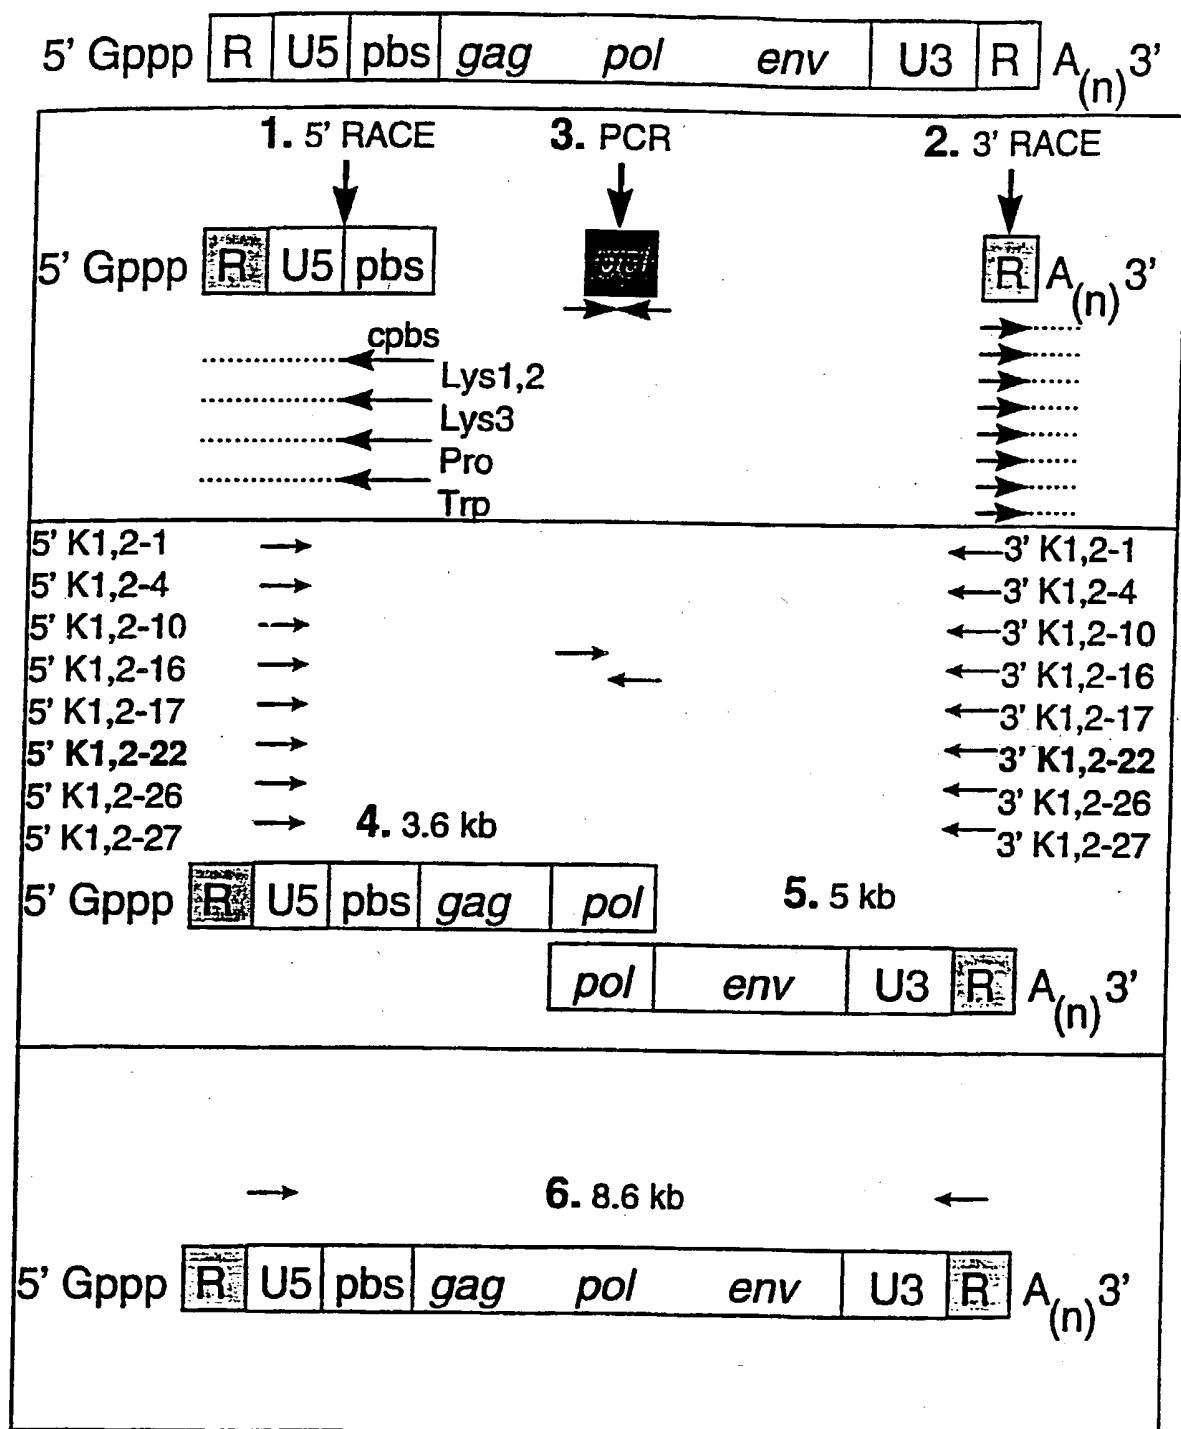 5' Gppp R U5 pbs gag pol env U3 R A(n) 3'
1. 5' RACE 3. PCR 2. 3' RACE
5' Gppp R U5 pbs pol R A(n) 3'
cpbs
Lys1,2
Lys3
Pro
Trp
5' K1,2-1 3' K1,2-1
5' K1,2-4 3' K1,2-4
5' K1,2-10 3' K1,2-10
5' K1,2-16 3' K1,2-16
5' K1,2-17 3' K1,2-17
5' K1,2-22 3' K1,2-22
5' K1,2-26 3' K1,2-26
5' K1,2-27 3' K1,2-27
4. 3.6 kb
5' Gppp R U5 pbs gag pol
5. 5 kb
pol env U3 R A(n) 3'
6. 8.6 kb
5' Gppp R U5 pbs gag pol env U3 R A(n) 3'